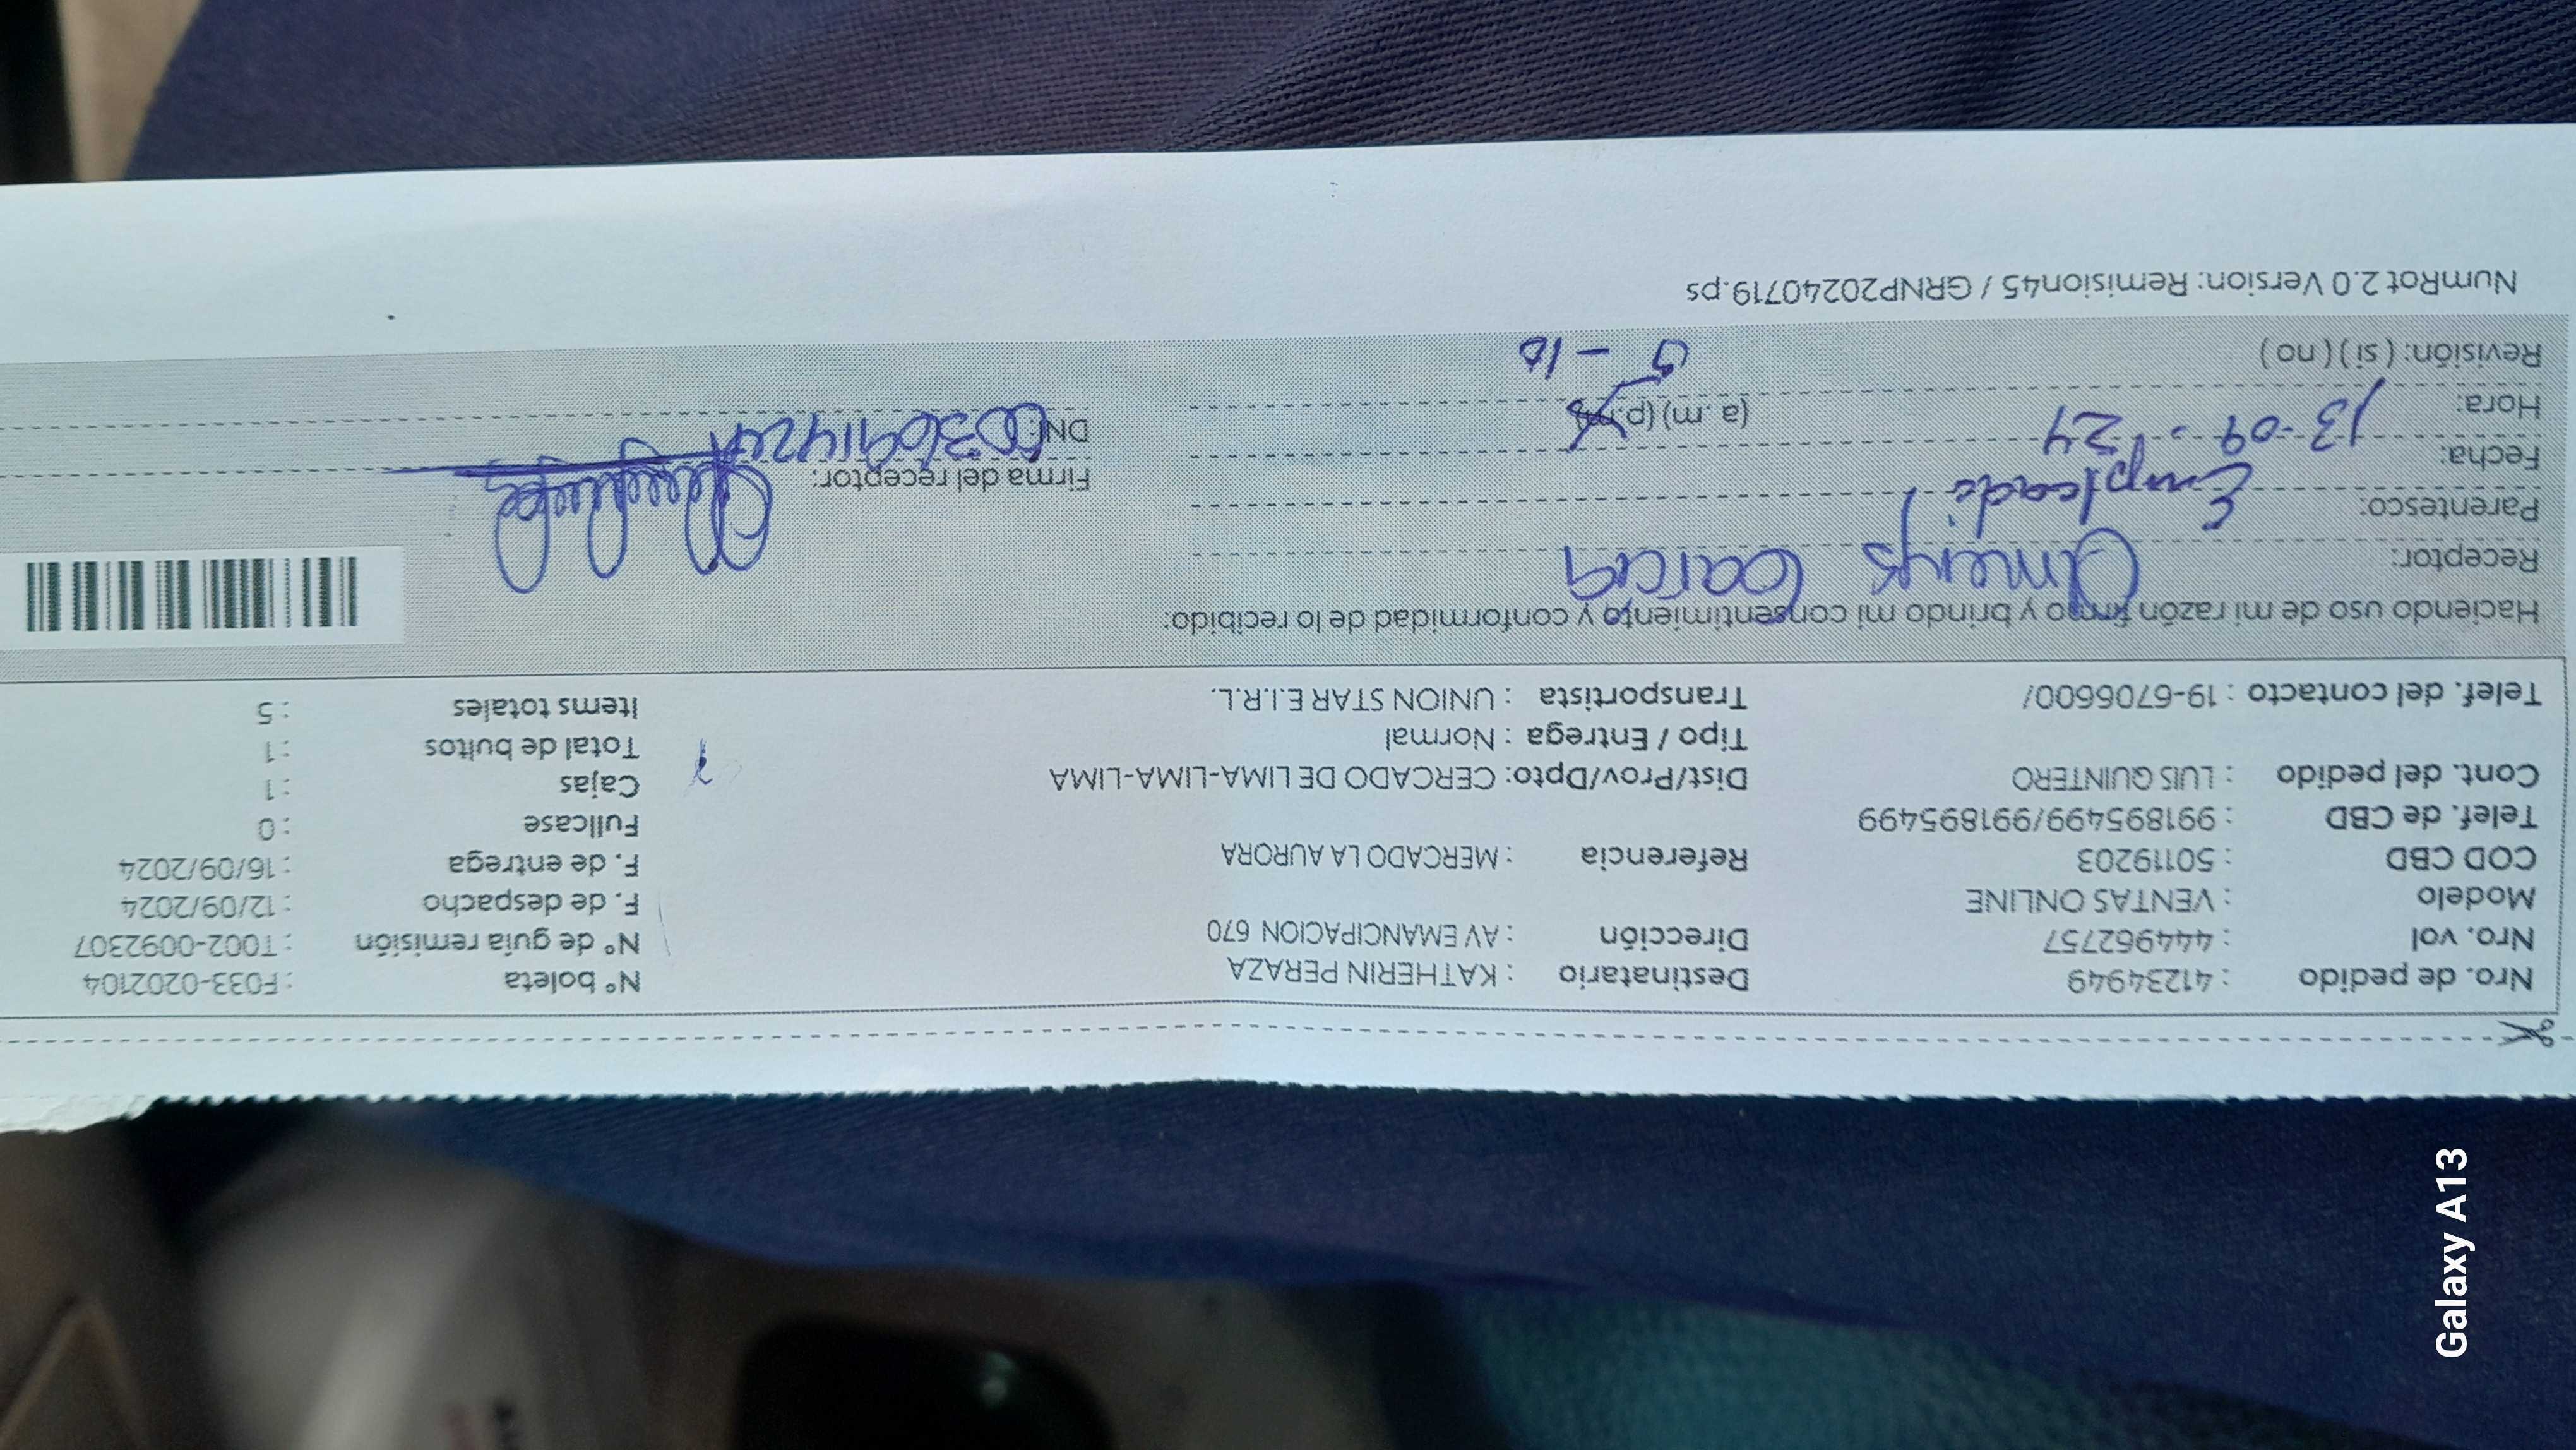 Nro. de pedido : 41234949 Destinatario : KATHERIN PERAZA N° boleta : F033-0202104
Nro. vol : 444962757 Dirección : AV EMANCIPACION 670 N° de guía remisión : T002-0092307
Modelo : VENTAS ONLINE F. de despacho : 12/09/2024
COD CBD : 50119203 Referencia : MERCADO LA AURORA F. de entrega : 16/09/2024
Telef. de CBD : 991895499/991895499 Fullcase : 0
Cont. del pedido : LUIS QUINTERO Dist/Prov/Dpto: CERCADO DE LIMA-LIMA-LIMA Cajas : 1
Tipo / Entrega : Normal Total de bultos : 1
Telef. del contacto : 19-6706600/ Transportista : UNION STAR E.I.R.L. Items totales : 5
Haciendo uso de mi razón firmo y brindo mi consentimiento y conformidad de lo recibido:
Receptor: Omerys Garcia
Parentesco: Empleada
Fecha: 13-09-24 Firma del receptor:
Hora: (a.m) (p.m) DNI:
Revisión: ( si ) ( no )
NumRot 2.0 Version: Remision45 / GRNP20240719.ps
Galaxy A13